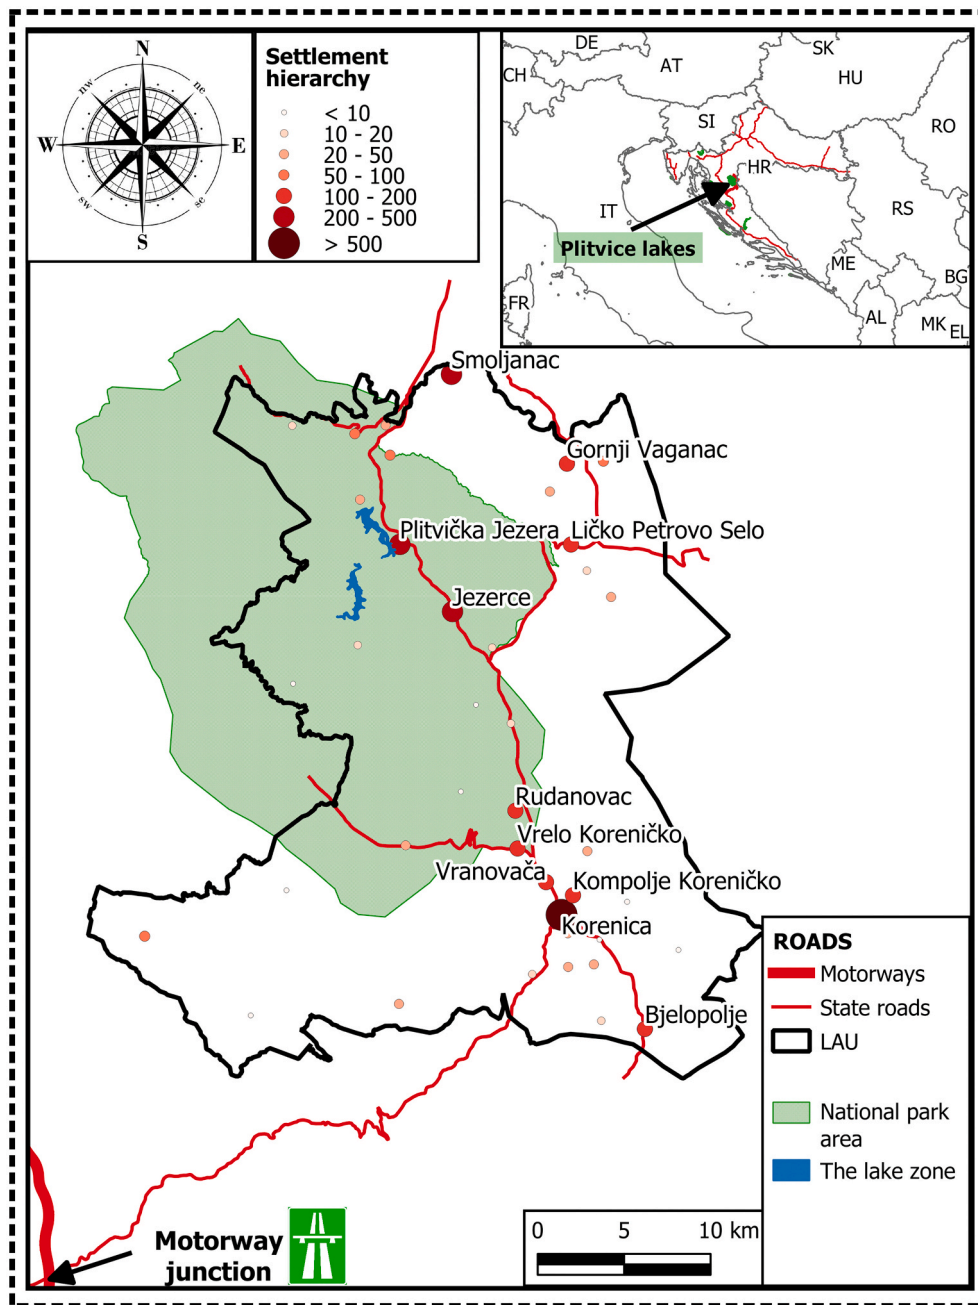 N
nw
ne
W
E
sw
se
S
Settlement
hierarchy
< 10
10 - 20
20 - 50
50 - 100
100 - 200
200 - 500
> 500
DE
SK
CH
AT
HU
SI
RO
HR
IT
RS
Plitvice lakes
ME
BG
FR
AL
MK
EL
Smoljanac
Gornji Vaganac
Plitvička Jezera
Ličko Petrovo Selo
Jezerce
Rudanovac
Vrelo Koreničko
Vranovača
Kompolje Koreničko
Korenica
Bjelopolje
ROADS
Motorways
State roads
LAU
National park
area
The lake zone
0 5 10 km
Motorway
junction